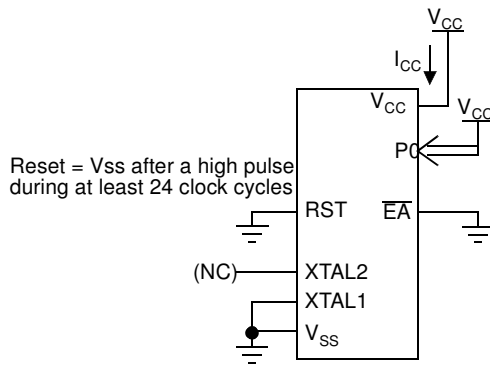 VCC
ICC
VCC
VCC
P0
Reset = Vss after a high pulse
during at least 24 clock cycles
RST
EA
(NC)
XTAL2
XTAL1
VSS